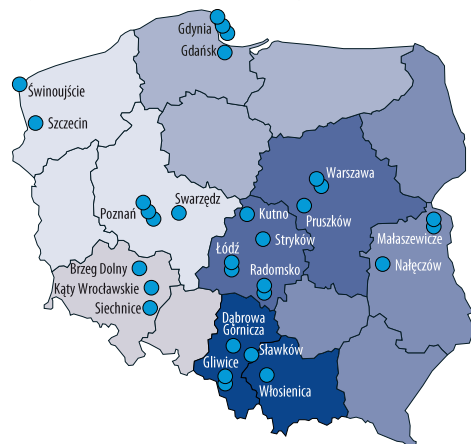 Gdynia
Gdańsk
Świnoujście
Szczecin
Warszawa
Poznań
Swarzędz
Kutno
Pruszków
Stryków
Małaszewicze
Łódź
Nałęczów
Brzeg Dolny
Radomsko
Kąty Wrocławskie
Siechnice
Dąbrowa
Górnicza
Sławków
Gliwice
Włosienica